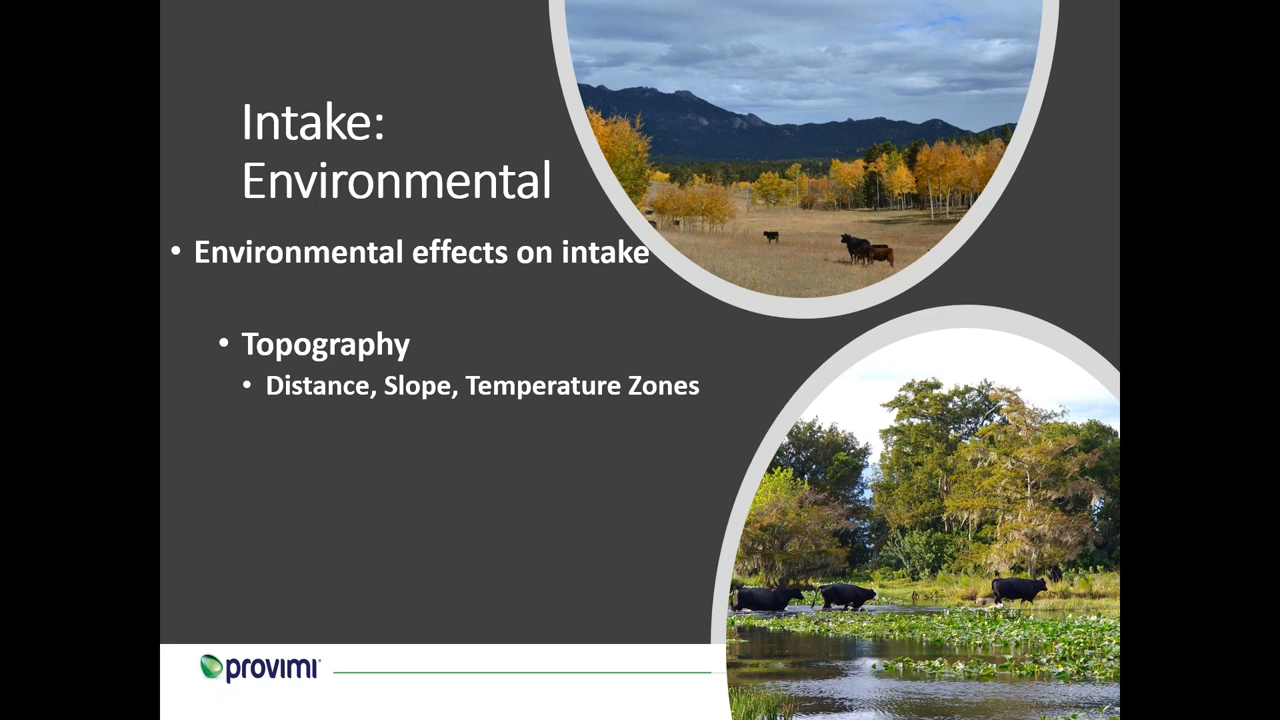 Intake:
Environmental
• Environmental effects on intake
• Topography
• Distance, Slope, Temperature Zones
provimi